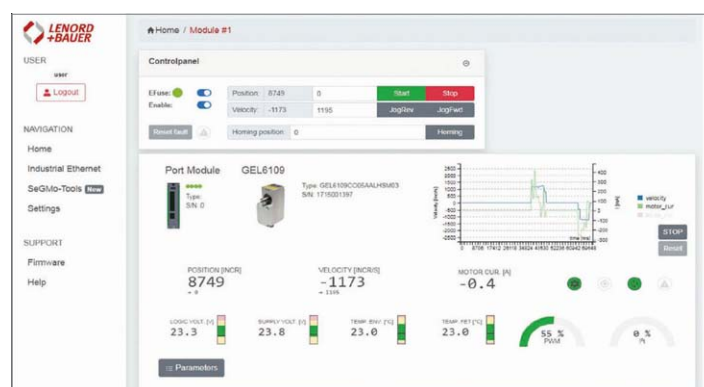 LENORD
+BAUER
Home / Module #1
USER
user
Logout
NAVIGATION
Home
Industrial Ethernet
SeGMo-Tools New
Settings
SUPPORT
Firmware
Help
Controlpanel
EFuse:
Enable:
Position: 8749 0 Start Stop
Velocity: -1173 1195 JogRev JogFwd
Reset fault
Homing position: 0 Homing
Port Module GEL6109
Type:
S/N: 0
S/N: 1715001397
velocity
motor_cur
STOP
Reset
POSITION [INCR]
8749
VELOCITY [INCR/S]
-1173
MOTOR CUR. [A]
-0.4
LOGIC VOLT. [V]
23.3
SUPPLY VOLT. [V]
23.8
TEMP. ENV. [°C]
23.0
TEMP. FET [°C]
23.0
55 %
PWM
0 %
Parameters